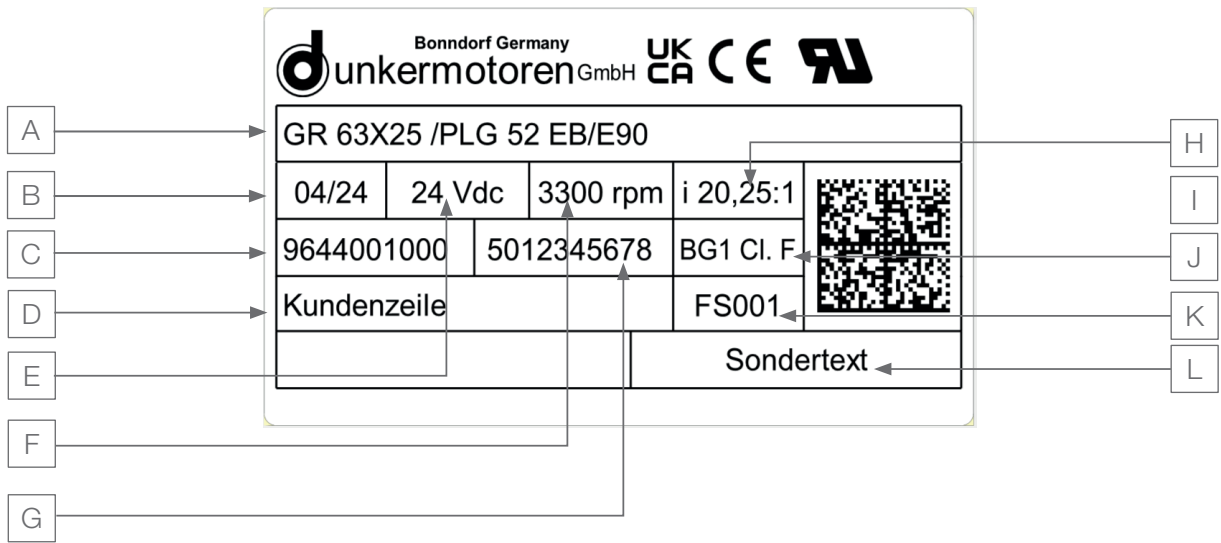 Bonndorf Germany
dunkermotoren GmbH UK CA CE RU
A GR 63X25 /PLG 52 EB/E90 H
B 04/24 24 Vdc 3300 rpm i 20,25:1 I
C 9644001000 5012345678 BG1 Cl. F J
D Kundenzeile FS001 K
E Sondertext L
F
G